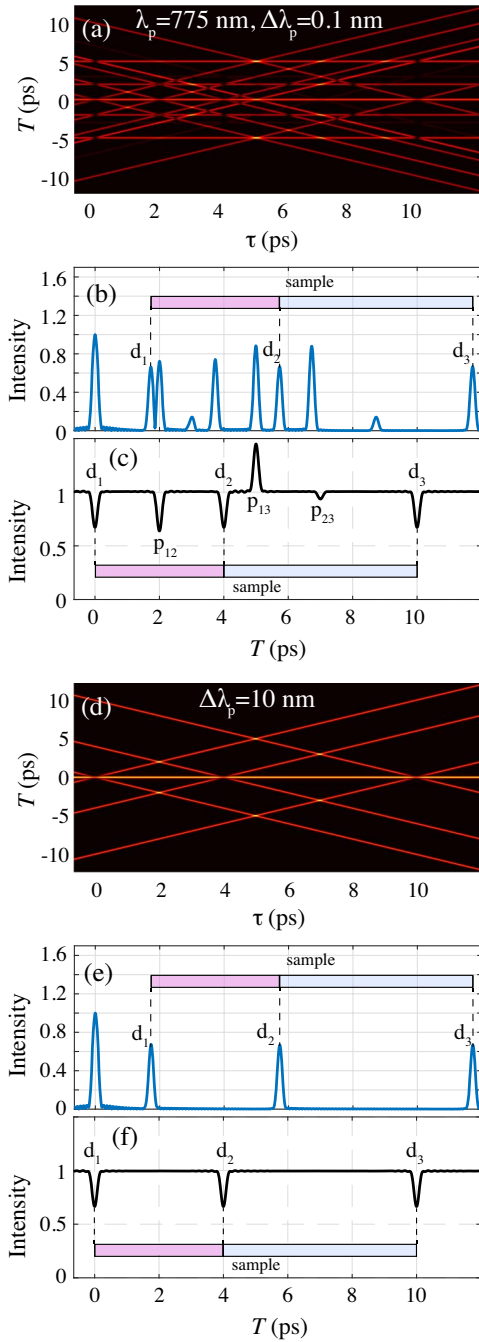 (a) λp=775 nm, Δλp=0.1 nm
10
5
0
-5
-10
T (ps)
0 2 4 6 8 10
τ (ps)
(b)
sample
1.6
1.2
0.8
0.4
0
Intensity
d1 d2 d3
(c)
d1 d2 d3
p12 p13 p23
1
0.5
0
Intensity
sample
0 2 4 6 8 10
T (ps)
(d) Δλp=10 nm
10
5
0
-5
-10
T (ps)
0 2 4 6 8 10
τ (ps)
(e)
sample
1.6
1.2
0.8
0.4
0
Intensity
d1 d2 d3
(f)
d1 d2 d3
1
0.5
0
Intensity
sample
0 2 4 6 8 10
T (ps)